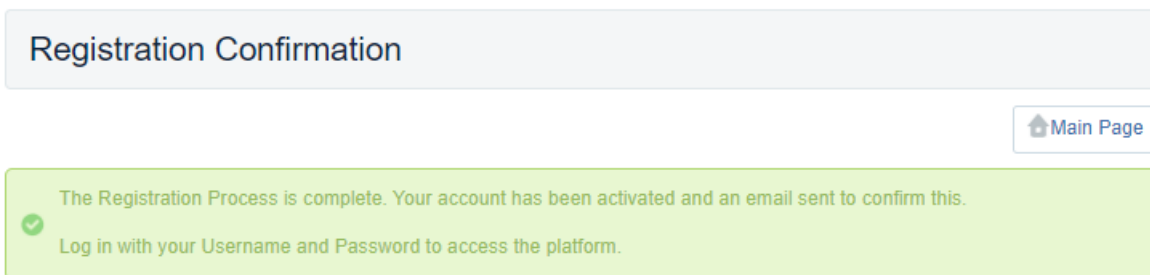 Registration Confirmation
Main Page
The Registration Process is complete. Your account has been activated and an email sent to confirm this.
Log in with your Username and Password to access the platform.